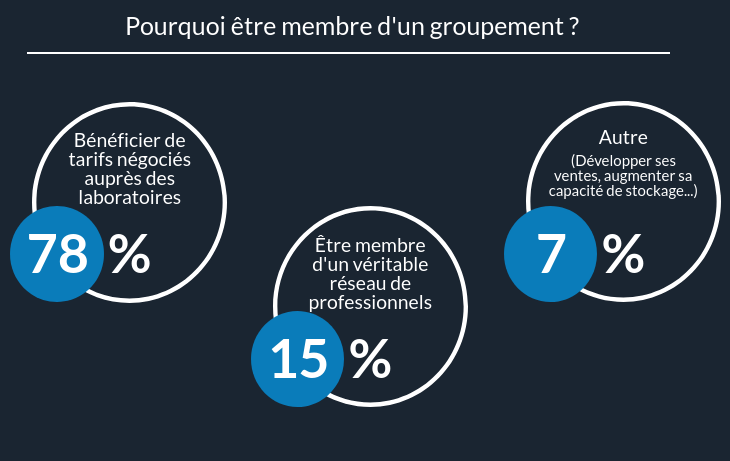 Pourquoi être membre d'un groupement ?
Bénéficier de
tarifs négociés
auprès des
laboratoires
78 %
Être membre
d'un véritable
réseau de
professionnels
15 %
Autre
(Développer ses
ventes, augmenter sa
capacité de stockage...)
7 %